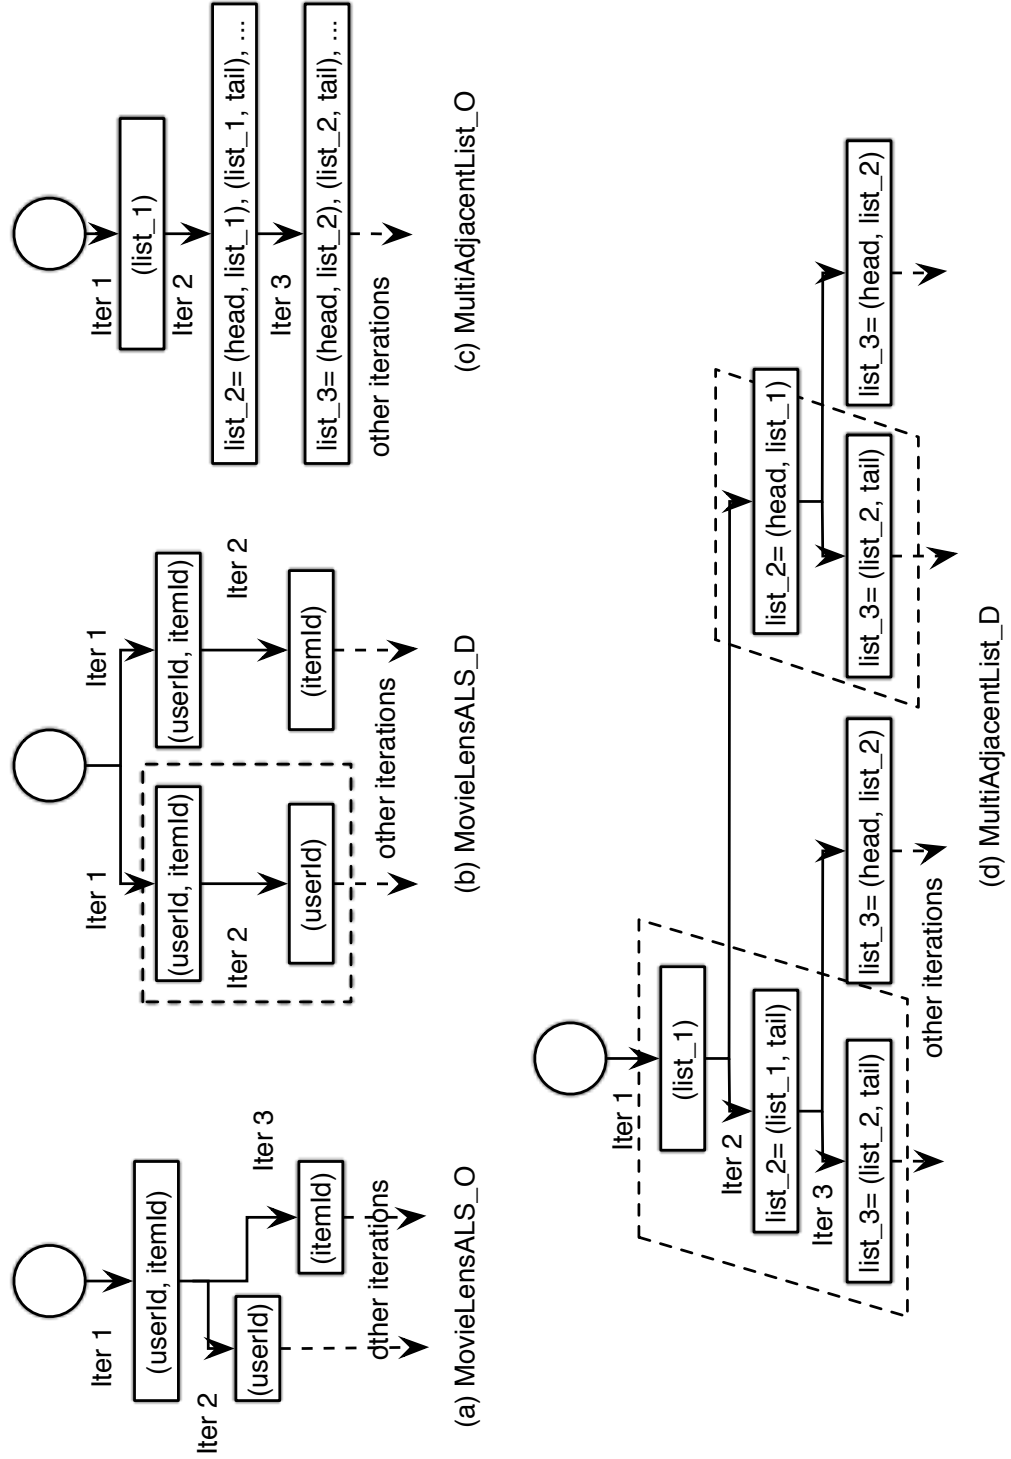 Iter 1
(userId, itemId)
Iter 2
(userId)
Iter 3
(itemId)
other iterations
(a) MovieLensALS_O
Iter 1
Iter 1
(userId, itemId)
(userId, itemId)
Iter 2
Iter 2
(userId)
(itemId)
other iterations
(b) MovieLensALS_D
Iter 1
(list_1)
Iter 2
list_2= (head, list_1), (list_1, tail), ...
Iter 3
list_3= (head, list_2), (list_2, tail), ...
other iterations
(c) MultiAdjacentList_O
Iter 1
(list_1)
Iter 2
list_2= (list_1, tail)
list_2= (head, list_1)
Iter 3
list_3= (list_2, tail)
list_3= (head, list_2)
list_3= (list_2, tail)
list_3= (head, list_2)
other iterations
(d) MultiAdjacentList_D